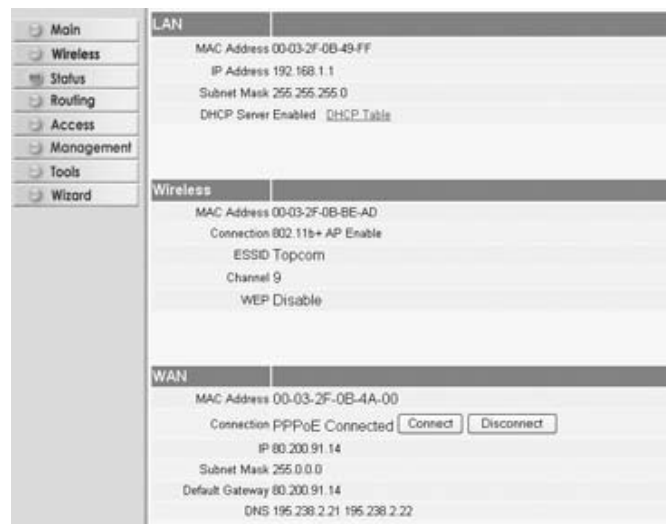 Main
Wireless
Status
Routing
Access
Management
Tools
Wizard
LAN
MAC Address 00-03-2F-0B-49-FF
IP Address 192.168.1.1
Subnet Mask 255.255.255.0
DHCP Server Enabled DHCP Table
Wireless
MAC Address 00-03-2F-0B-BE-AD
Connection 802.11b+ AP Enable
ESSID Topcom
Channel 9
WEP Disable
WAN
MAC Address 00-03-2F-0B-4A-00
Connection PPPoE Connected Connect Disconnect
IP 80.200.91.14
Subnet Mask 255.0.0.0
Default Gateway 80.200.91.14
DNS 195.238.2.21 195.238.2.22